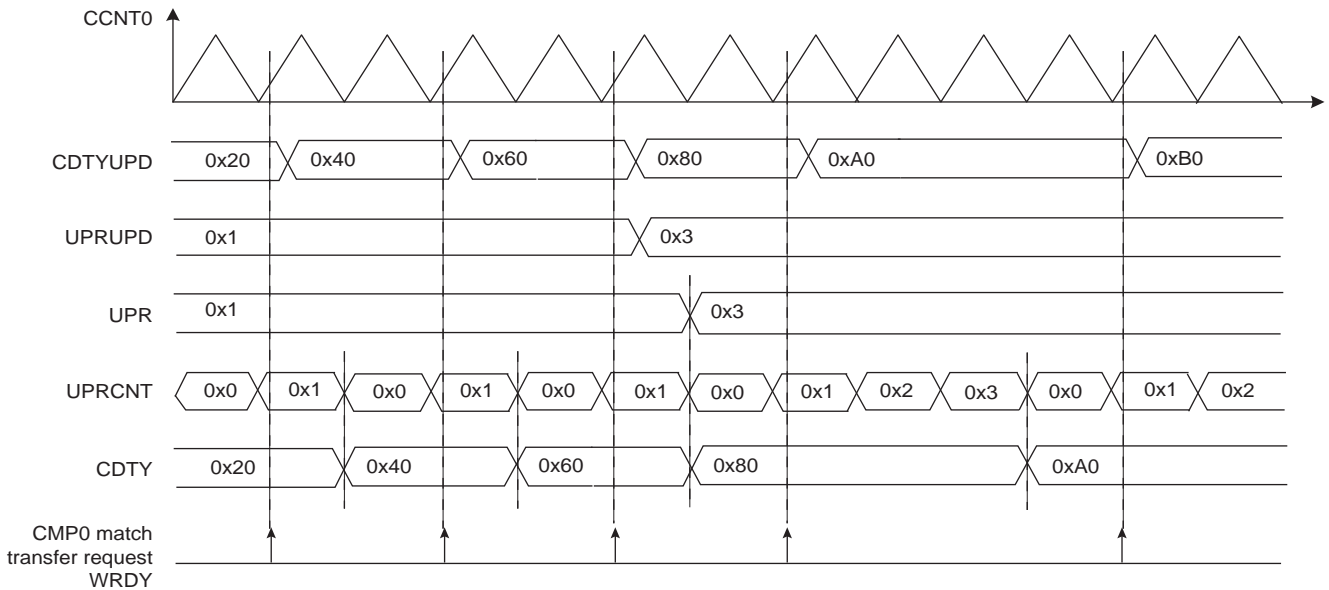 CCNT0
CDTYUPD 0x20 0x40 0x60 0x80 0xA0 0xB0
UPRUPD 0x1 0x3
UPR 0x1 0x3
UPRCNT 0x0 0x1 0x0 0x1 0x0 0x1 0x0 0x1 0x2 0x3 0x0 0x1 0x2
CDTY 0x20 0x40 0x60 0x80 0xA0
CMP0 match
transfer request
WRDY